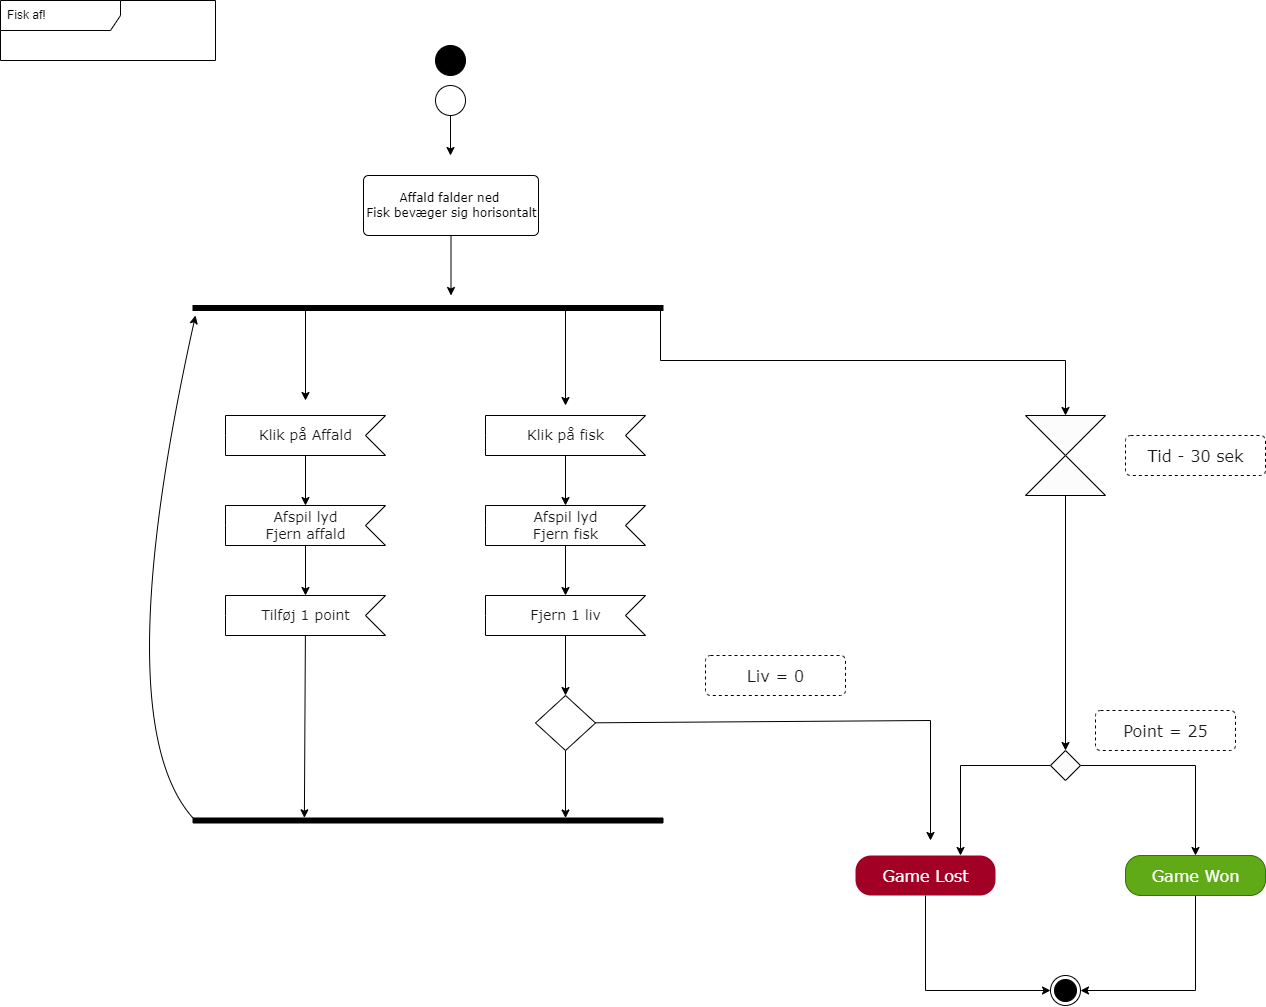 Fisk af!
Affald falder ned
Fisk bevæger sig horisontalt
Klik på Affald
Klik på fisk
Tid - 30 sek
Afspil lyd
Fjern affald
Afspil lyd
Fjern fisk
Tilføj 1 point
Fjern 1 liv
Liv = 0
Point = 25
Game Lost
Game Won